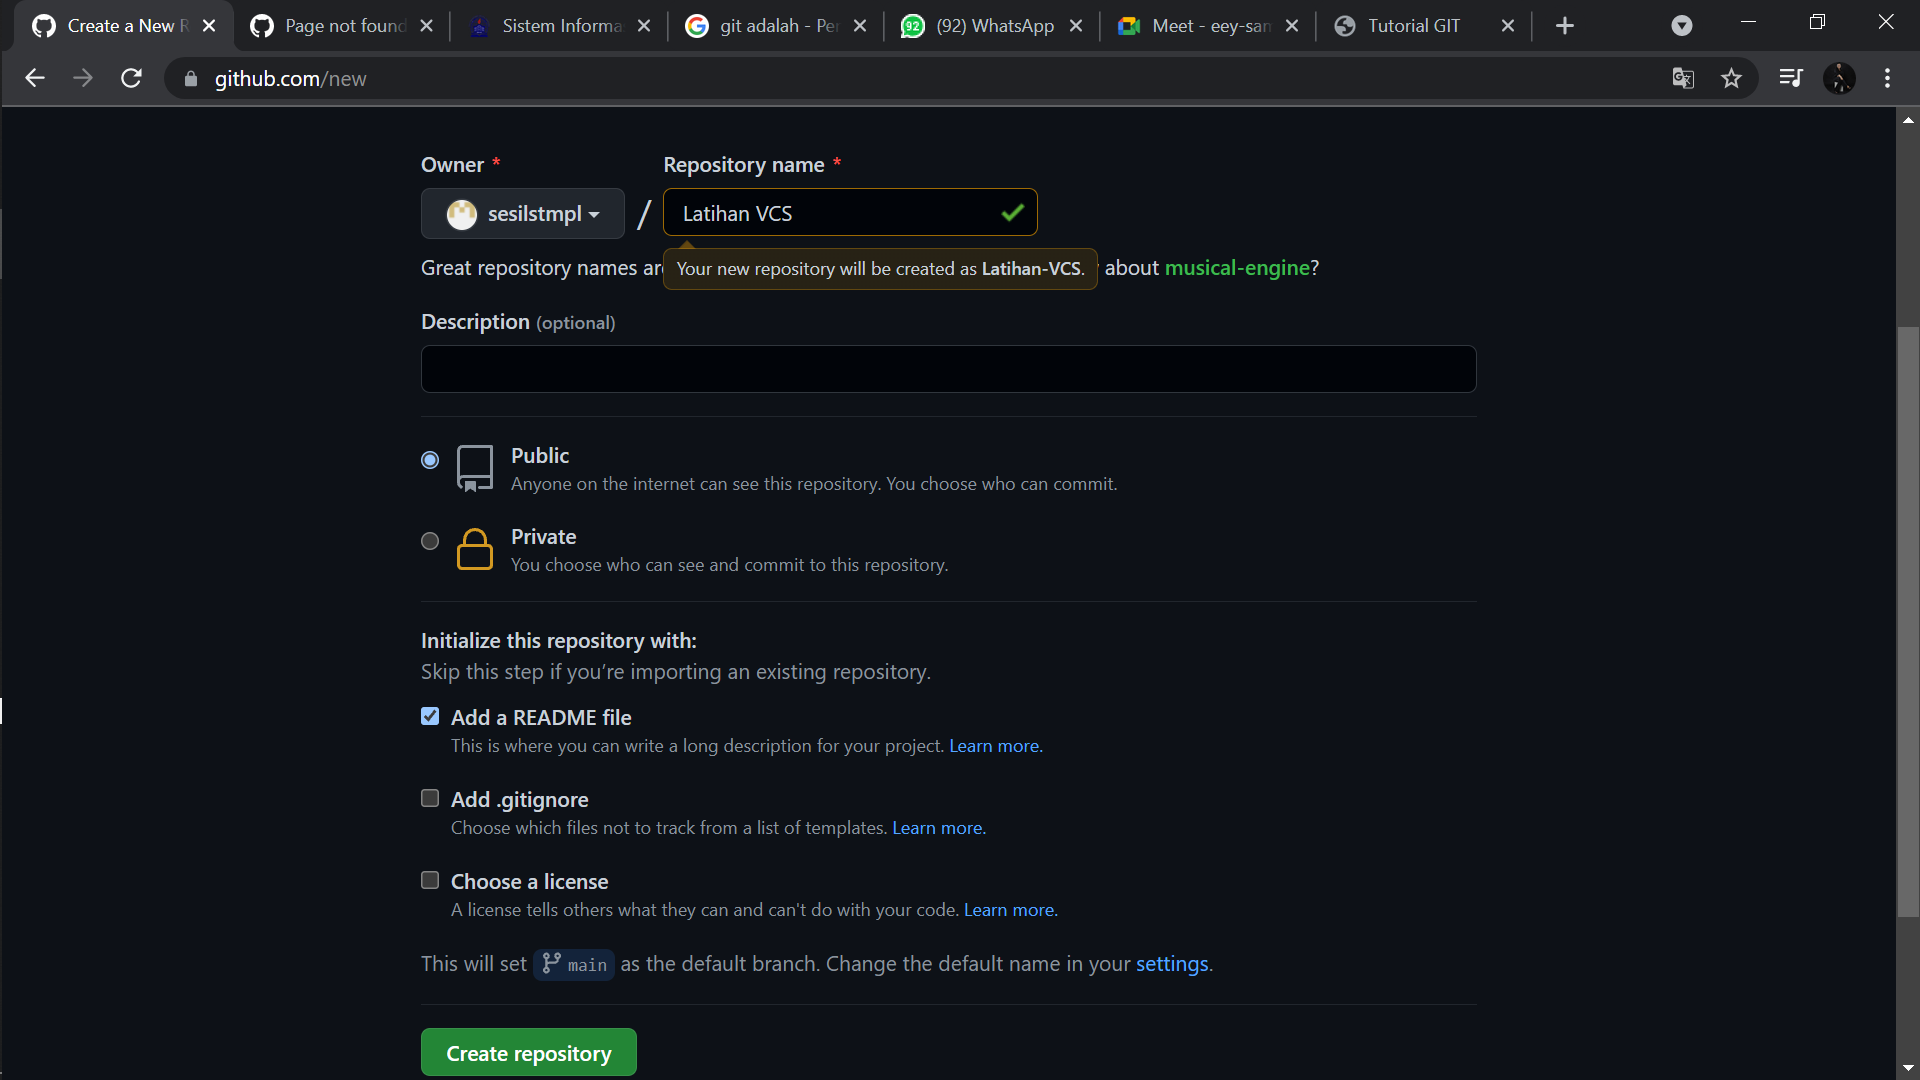 Create a New R
Page not found
Sistem Informa
git adalah - Per
92
(92) WhatsApp
Meet - eey-sam
Tutorial GIT
github.com/new
Owner *
Repository name *
sesilstmpl
/
Latihan VCS
Great repository names are
Your new repository will be created as Latihan-VCS.
about musical-engine?
Description (optional)
Public
Anyone on the internet can see this repository. You choose who can commit.
Private
You choose who can see and commit to this repository.
Initialize this repository with:
Skip this step if you’re importing an existing repository.
Add a README file
This is where you can write a long description for your project. Learn more.
Add .gitignore
Choose which files not to track from a list of templates. Learn more.
Choose a license
A license tells others what they can and can't do with your code. Learn more.
This will set main as the default branch. Change the default name in your settings.
Create repository